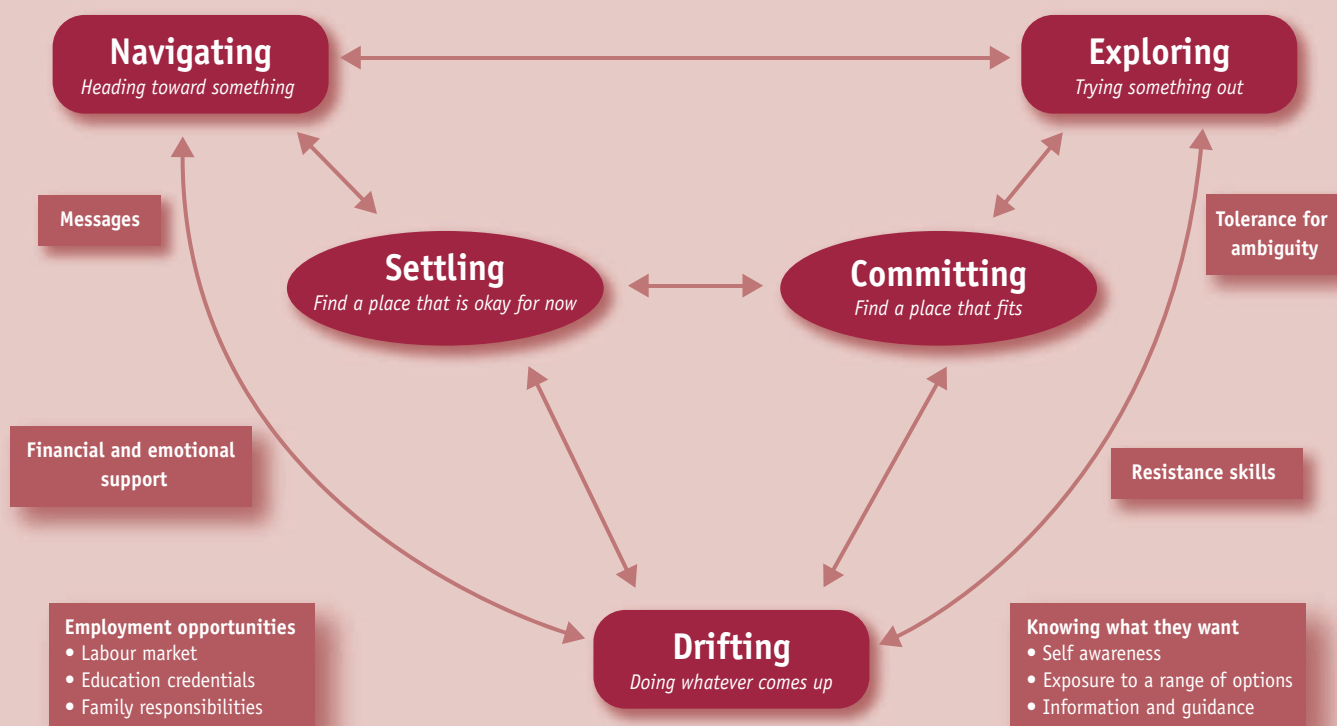 Navigating
Heading toward something
Exploring
Trying something out
Messages
Tolerance for
ambiguity
Settling
Find a place that is okay for now
Committing
Find a place that fits
Financial and emotional
support
Resistance skills
Employment opportunities
• Labour market
• Education credentials
• Family responsibilities
Drifting
Doing whatever comes up
Knowing what they want
• Self awareness
• Exposure to a range of options
• Information and guidance